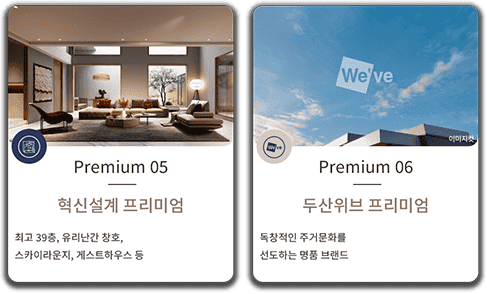 Premium 05
혁신설계 프리미엄
최고 39층, 유리난간 창호,
스카이라운지, 게스트하우스 등
We've
이미지컷
We've
Premium 06
두산위브 프리미엄
독창적인 주거문화를
선도하는 명품 브랜드